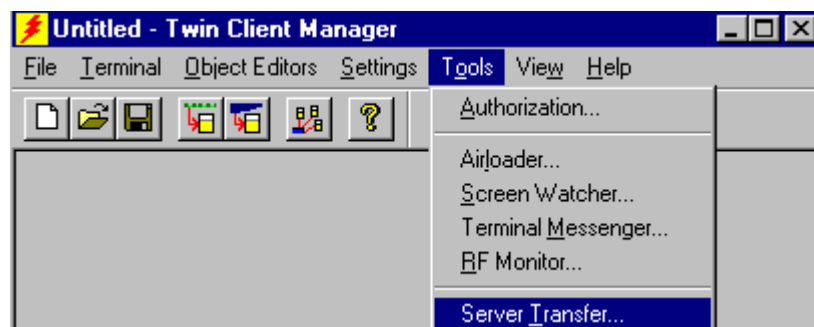 Untitled - Twin Client Manager
File Terminal Object Editors Settings Tools View Help
Authorization...
Airloader...
Screen Watcher...
Terminal Messenger...
RF Monitor...
Server Transfer...